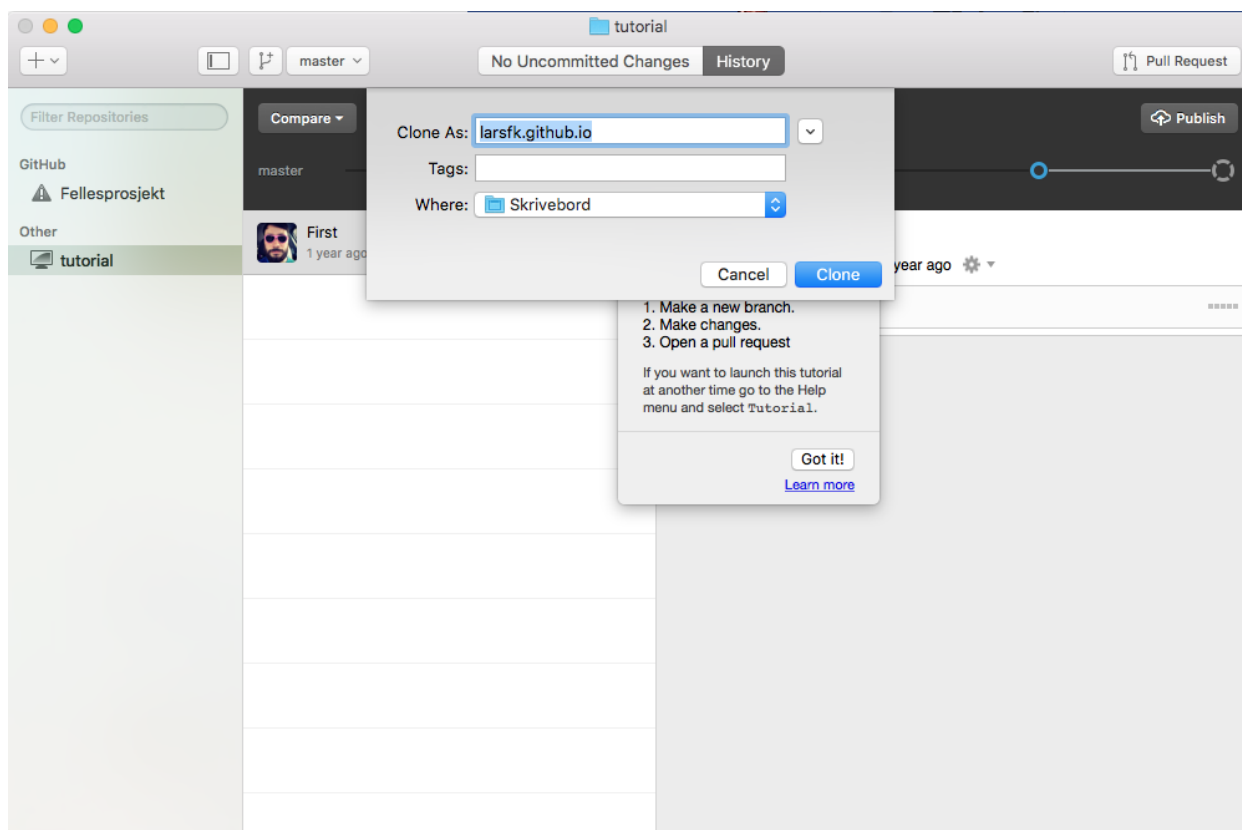 tutorial
master
No Uncommitted Changes
History
Pull Request
Filter Repositories
GitHub
Fellesprosjekt
Other
tutorial
Compare
Publish
master
Clone As:
larsfk.github.io
Tags:
Where:
Skrivebord
Cancel
Clone
First
1 year ago
year ago
1. Make a new branch.
2. Make changes.
3. Open a pull request
If you want to launch this tutorial
at another time go to the Help
menu and select Tutorial.
Got it!
Learn more